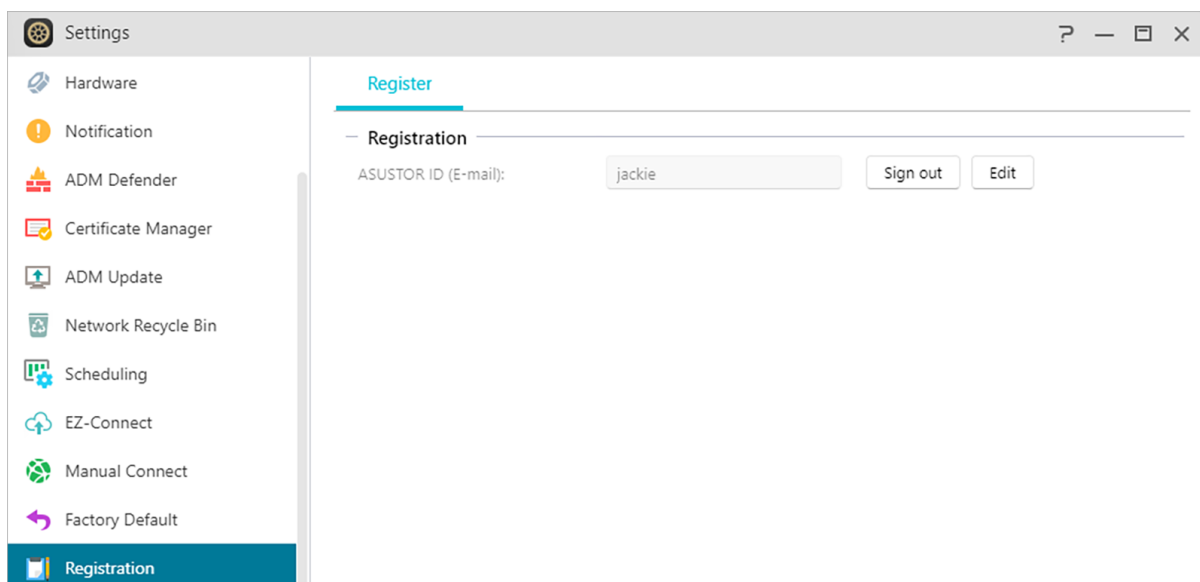 Settings
Hardware
Notification
ADM Defender
Certificate Manager
ADM Update
Network Recycle Bin
Scheduling
EZ-Connect
Manual Connect
Factory Default
Registration
Register
Registration
ASUSTOR ID (E-mail): jackie Sign out Edit